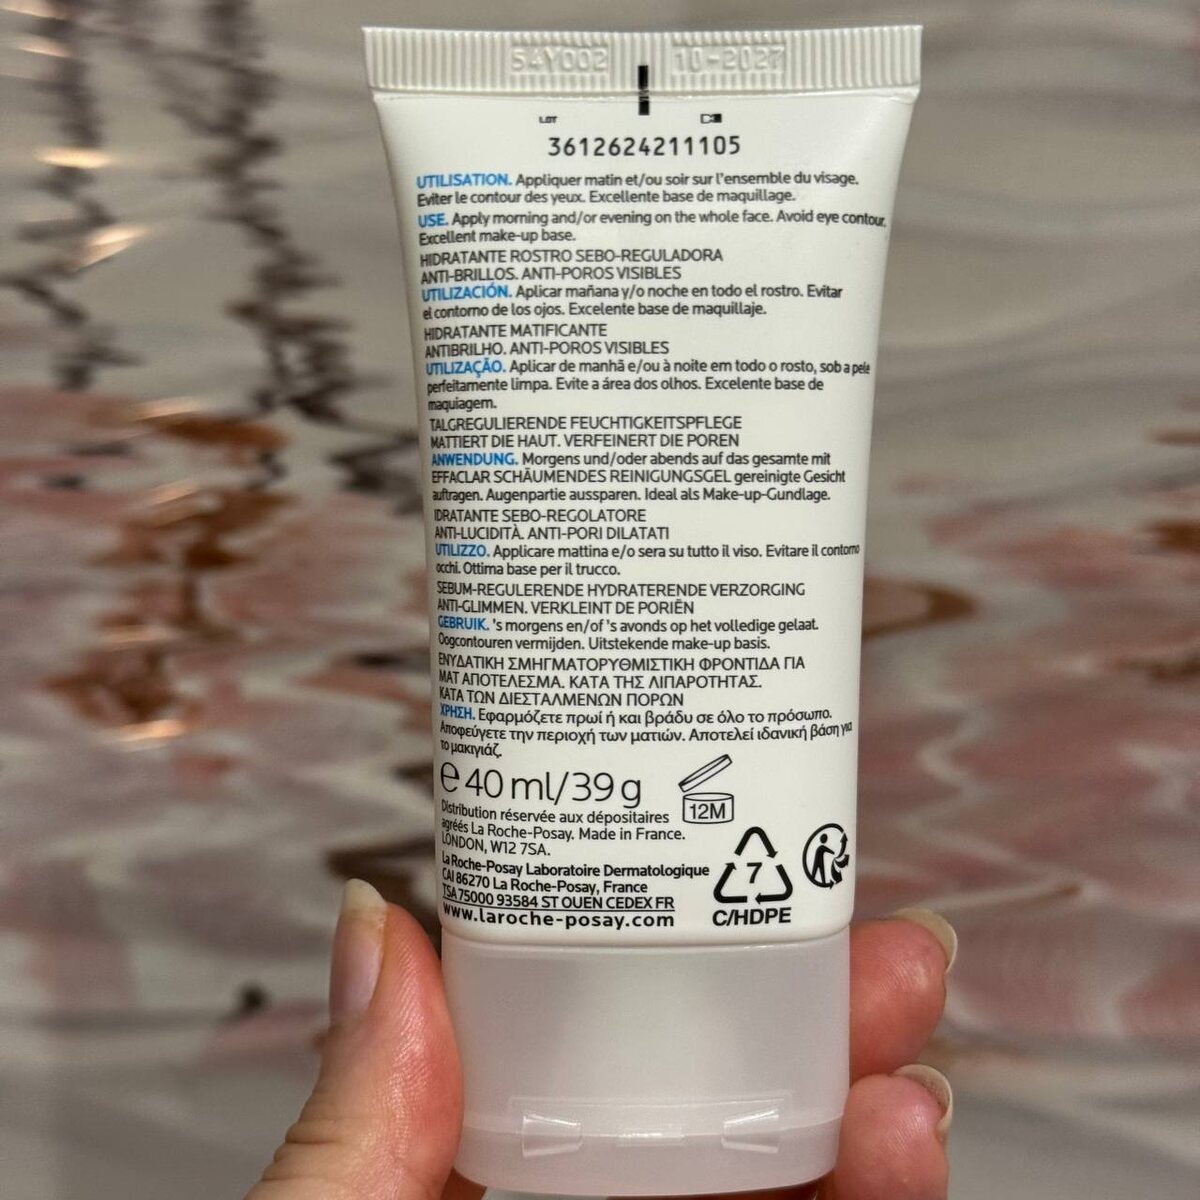 54Y002 10-2027
LOT
3612624211105
UTILISATION. Appliquer matin et/ou soir sur l'ensemble du visage.
Eviter le contour des yeux. Excellente base de maquillage.
USE. Apply morning and/or evening on the whole face. Avoid eye contour.
Excellent make-up base.
HIDRATANTE ROSTRO SEBO-REGULADORA
ANTI-BRILLOS. ANTI-POROS VISIBLES
UTILIZACIÓN. Aplicar mañana y/o noche en todo el rostro. Evitar
el contorno de los ojos. Excelente base de maquillaje.
HIDRATANTE MATIFICANTE
ANTIBRILHO. ANTI-POROS VISIBLES
UTILIZAÇÃO. Aplicar de manhã e/ou à noite em todo o rosto, sob a pele
perfeitamente limpa. Evite a área dos olhos. Excelente base de
maquiagem.
TALGREGULIERENDE FEUCHTIGKEITSPFLEGE
MATTIERT DIE HAUT. VERFEINERT DIE POREN
ANWENDUNG. Morgens und/oder abends auf das gesamte mit
EFFACLAR SCHÄUMENDES REINIGUNGSGEL gereinigte Gesicht
auftragen. Augenpartie aussparen. Ideal als Make-up-Gundlage.
IDRATANTE SEBO-REGOLATORE
ANTI-LUCIDITÀ. ANTI-PORI DILATATI
UTILIZZO. Applicare mattina e/o sera su tutto il viso. Evitare il contorno
occhi. Ottima base per il trucco.
SEBUM-REGULERENDE HYDRATERENDE VERZORGING
ANTI-GLIMMEN. VERKLEINT DE PORIËN
GEBRUIK. 's morgens en/of 's avonds op het volledige gelaat.
Oogcontouren vermijden. Uitstekende make-up basis.
ΕΝΥΔΑΤΙΚΗ ΣΜΗΓΜΑΤΟΡΥΘΜΙΣΤΙΚΗ ΦΡΟΝΤΙΔΑ ΓΙΑ
ΜΑΤ ΑΠΟΤΕΛΕΣΜΑ. ΚΑΤΑ ΤΗΣ ΛΙΠΑΡΟΤΗΤΑΣ.
ΚΑΤΑ ΤΩΝ ΔΙΕΣΤΑΛΜΕΝΩΝ ΠΟΡΩΝ
ΧΡΗΣΗ. Εφαρμόζετε πρωί ή και βράδυ σε όλο το πρόσωπο.
Αποφεύγετε την περιοχή των ματιών. Αποτελεί ιδανική βάση για
το μακιγιάζ.
℮ 40 ml/39 g
12M
Distribution réservée aux dépositaires
agréés La Roche-Posay. Made in France.
LONDON, W12 7SA.
La Roche-Posay Laboratoire Dermatologique
CAI 86270 La Roche-Posay, France
TSA 75000 93584 ST OUEN CEDEX FR
www.laroche-posay.com
7
C/HDPE